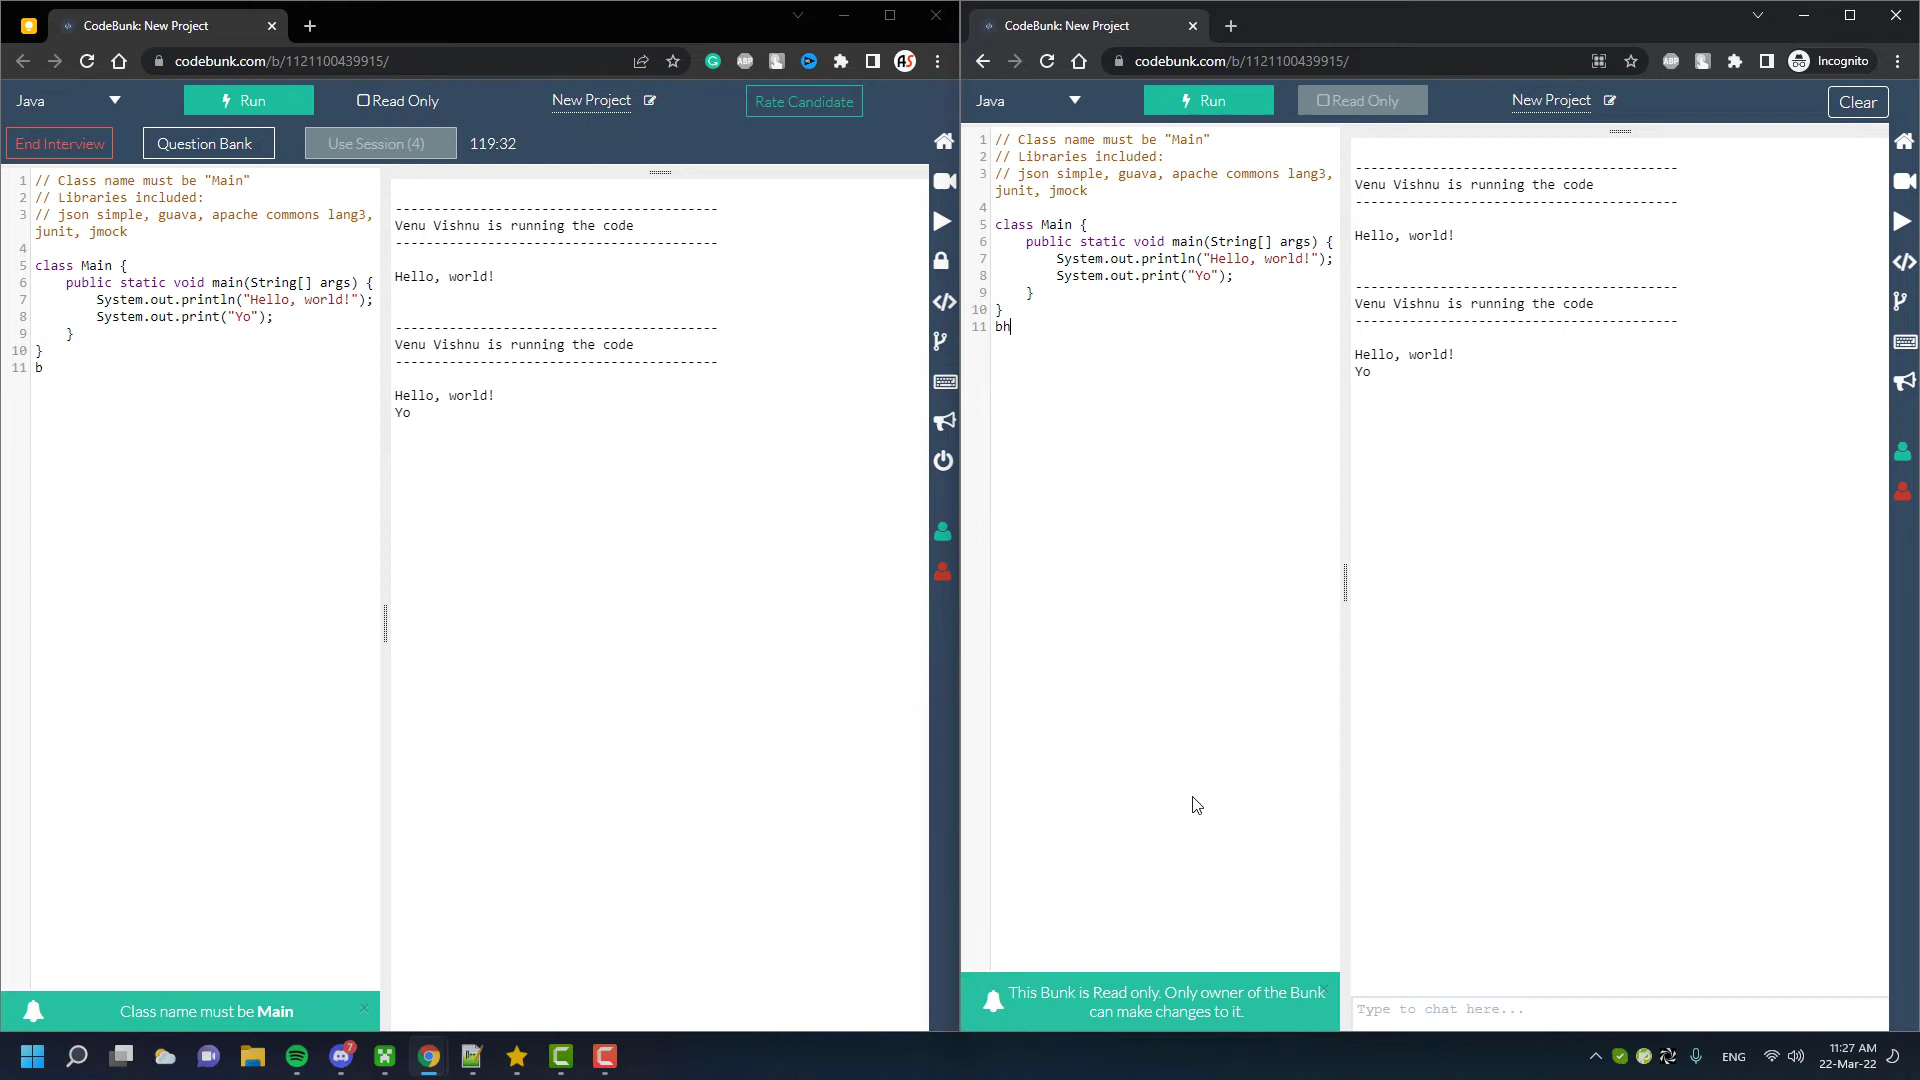 CodeBunk: New Project
codebunk.com/b/1121100439915/
Java
Run
Read Only
New Project
Rate Candidate
End Interview
Question Bank
Use Session (4)
119:32
1 // Class name must be "Main"
2 // Libraries included:
3 // json simple, guava, apache commons lang3,
junit, jmock
4
5 class Main {
6 public static void main(String[] args) {
7 System.out.println("Hello, world!");
8 System.out.print("Yo");
9 }
10 }
11 b
----------------------------------------
Venu Vishnu is running the code
----------------------------------------
Hello, world!
----------------------------------------
Venu Vishnu is running the code
----------------------------------------
Hello, world!
Yo
Class name must be Main
CodeBunk: New Project
codebunk.com/b/1121100439915/
Incognito
Java
Run
Read Only
New Project
Clear
1 // Class name must be "Main"
2 // Libraries included:
3 // json simple, guava, apache commons lang3,
junit, jmock
4
5 class Main {
6 public static void main(String[] args) {
7 System.out.println("Hello, world!");
8 System.out.print("Yo");
9 }
10 }
11 bh
----------------------------------------
Venu Vishnu is running the code
----------------------------------------
Hello, world!
----------------------------------------
Venu Vishnu is running the code
----------------------------------------
Hello, world!
Yo
This Bunk is Read only. Only owner of the Bunk
can make changes to it.
Type to chat here...
7
ENG
11:27 AM
22-Mar-22